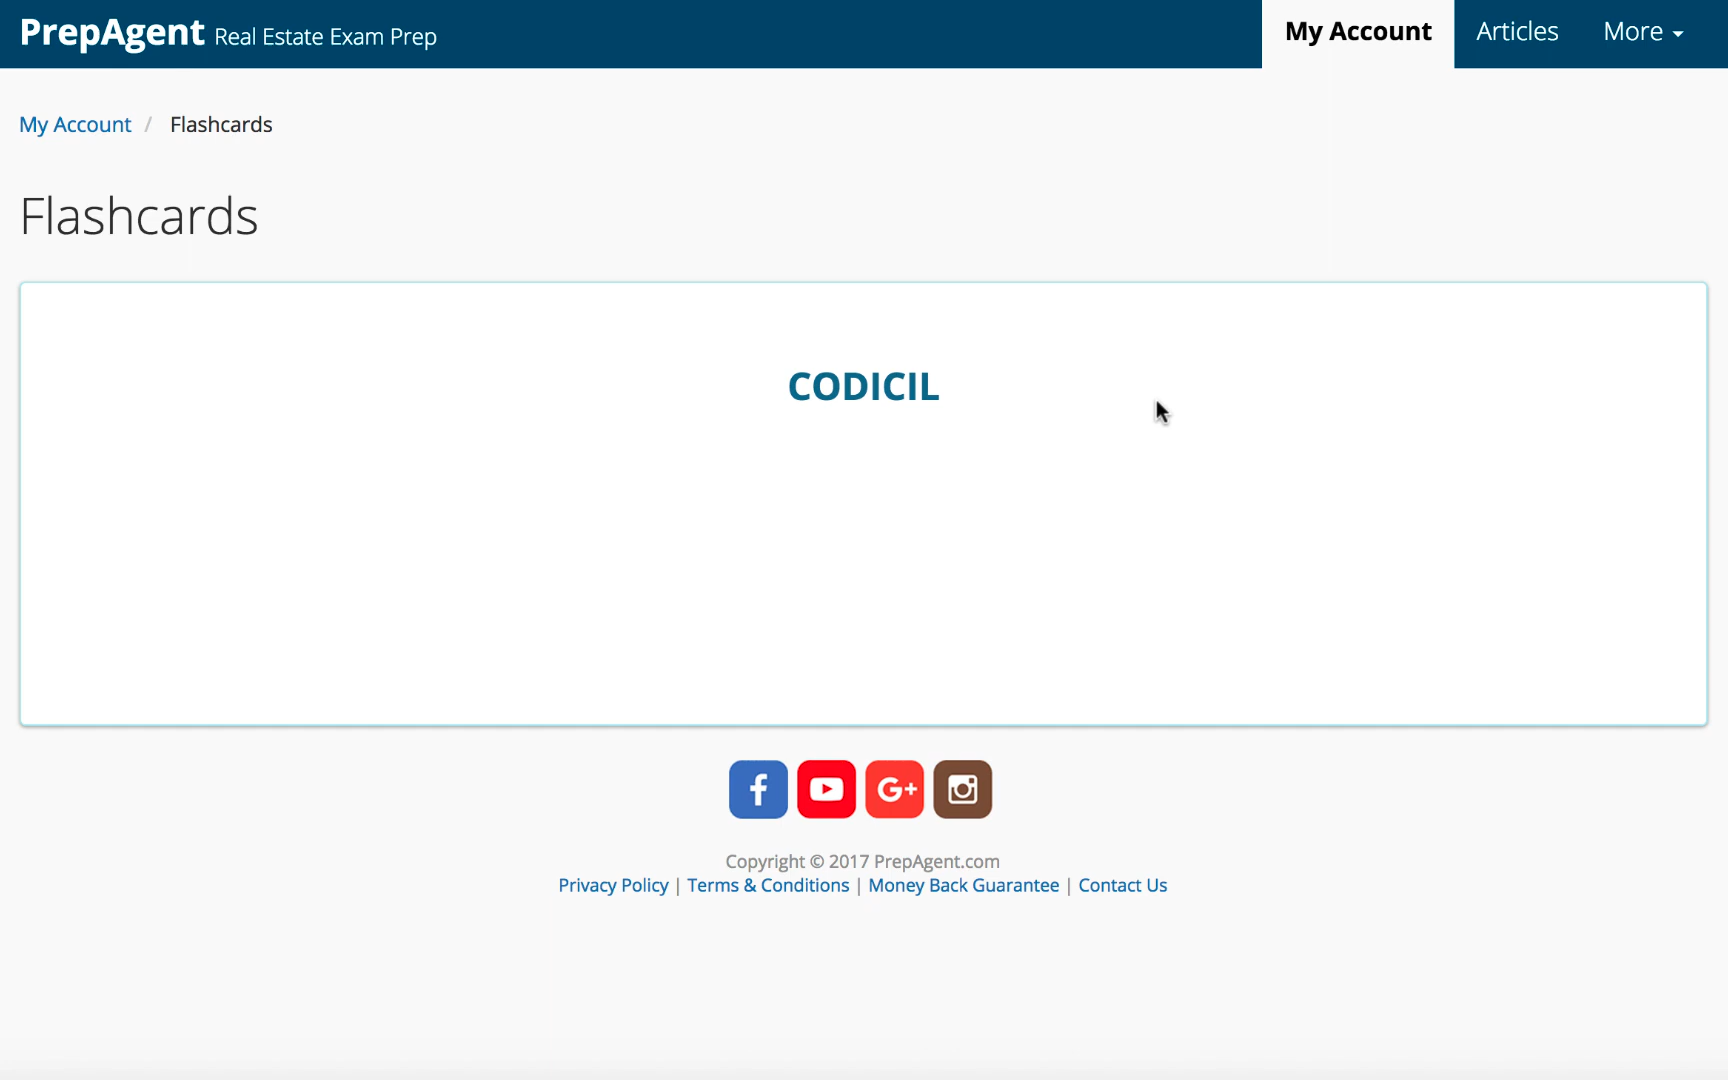 PrepAgent Real Estate Exam Prep
My Account Articles More
My Account / Flashcards
Flashcards
CODICIL
f G+
Copyright © 2017 PrepAgent.com
Privacy Policy | Terms & Conditions | Money Back Guarantee | Contact Us